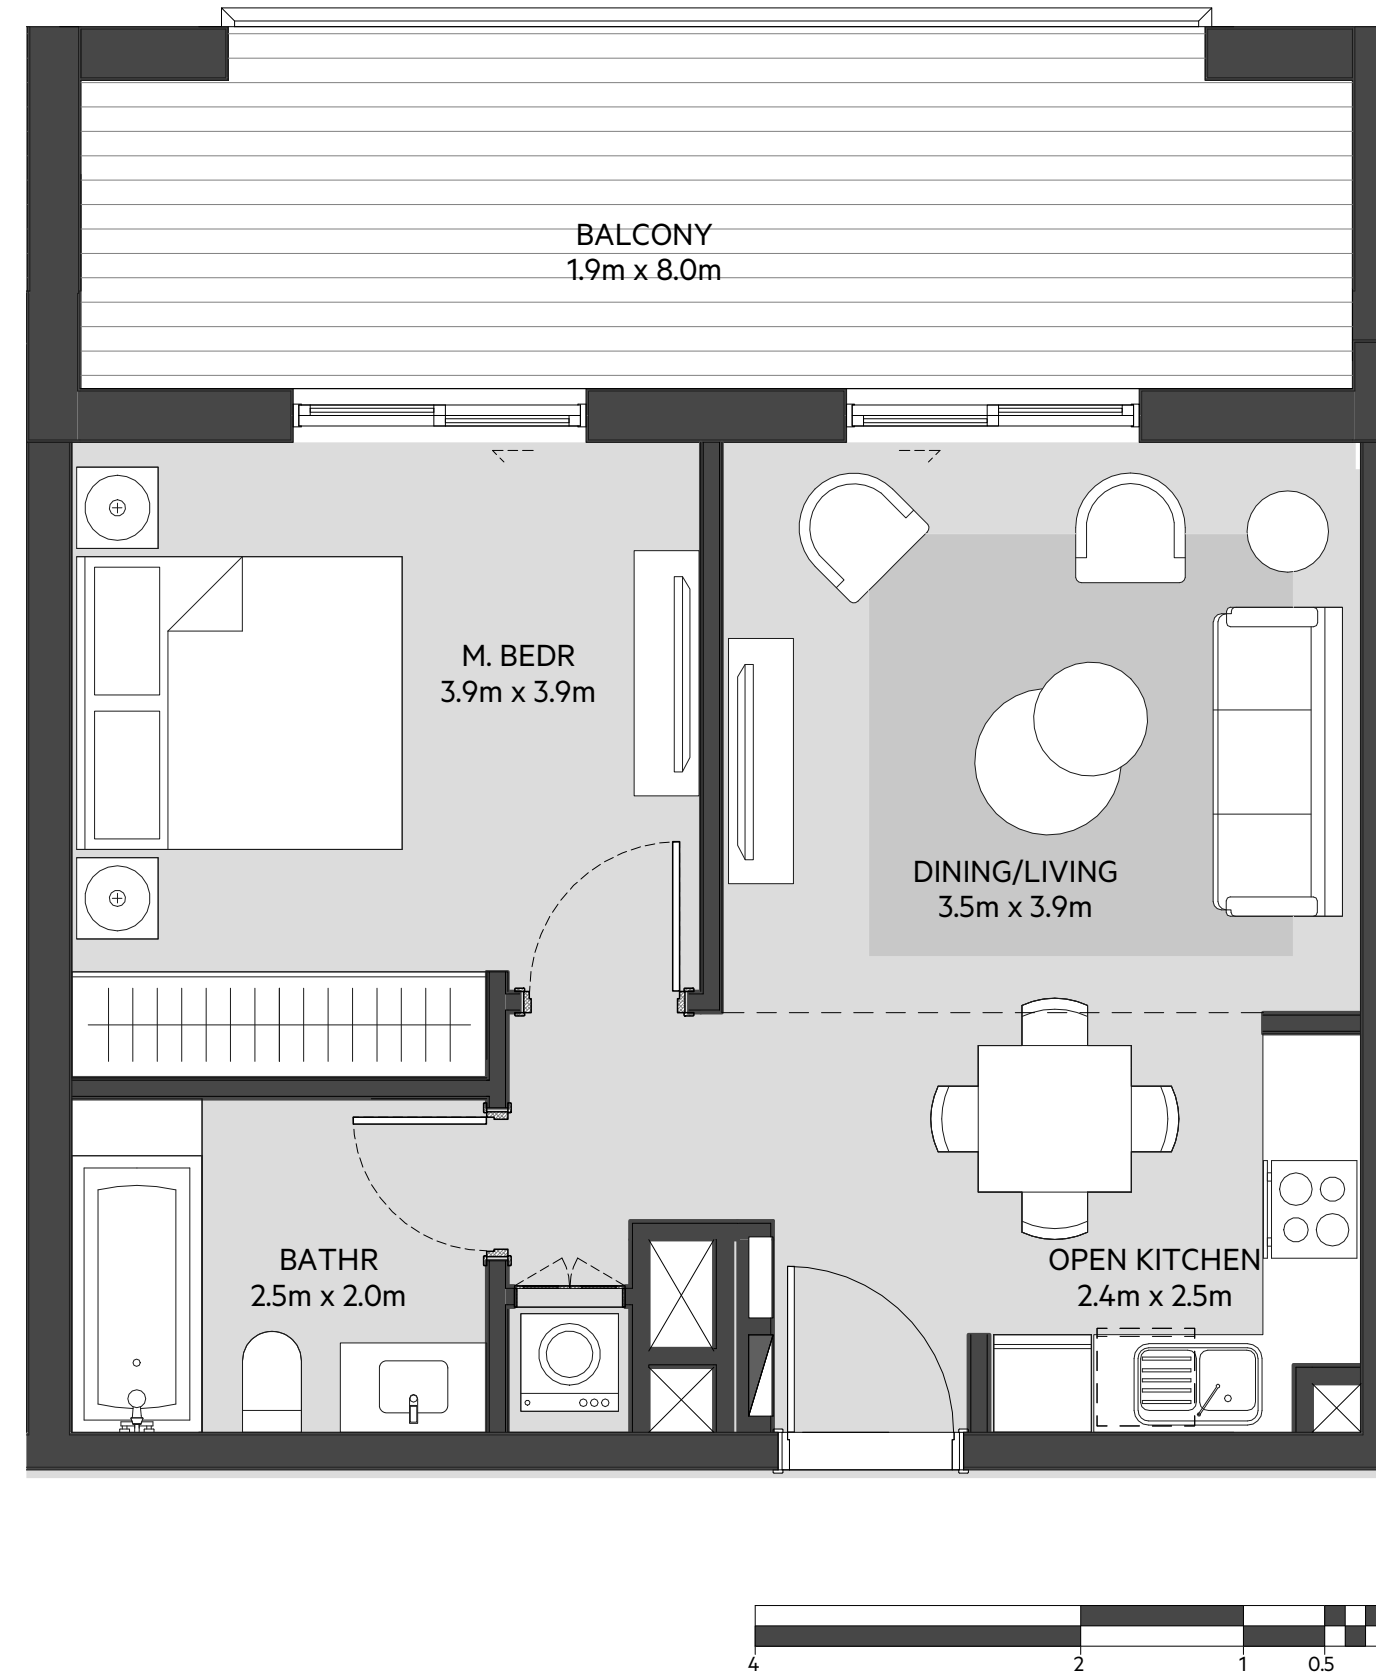 BALCONY
1.9m x 8.0m
M. BEDR
3.9m x 3.9m
DINING/LIVING
3.5m x 3.9m
BATHR
2.5m x 2.0m
OPEN KITCHEN
2.4m x 2.5m
4 2 1 0.5